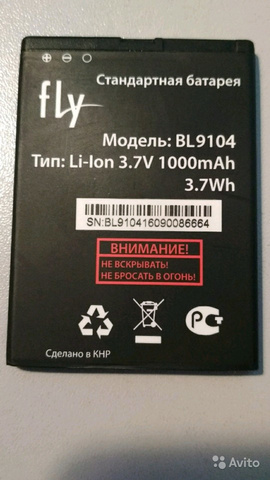 Стандартная батарея
fly
Модель: BL9104
Тип: Li-Ion 3.7V 1000mAh
3.7Wh
SN:BL910416090086664
ВНИМАНИЕ!
НЕ ВСКРЫВАТЬ!
НЕ БРОСАТЬ В ОГОНЬ!
Сделано в КНР
Avito